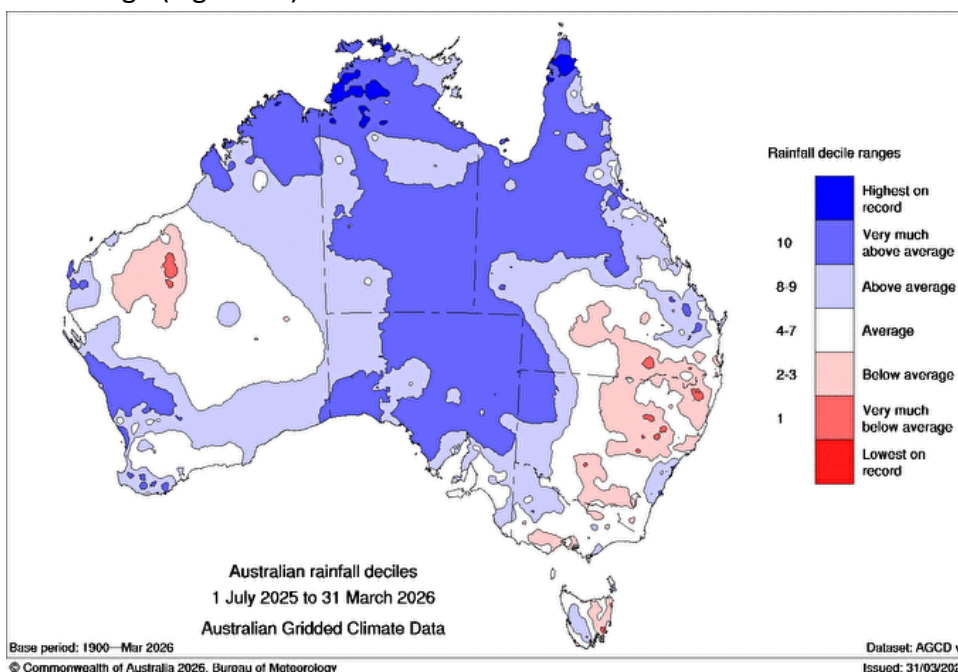 Rainfall decile ranges
Highest on
record
10
Very much
above average
8-9
Above average
4-7
Average
2-3
Below average
1
Very much
below average
Lowest on
record
Australian rainfall deciles
1 July 2025 to 31 March 2026
Australian Gridded Climate Data
Base period: 1900—Mar 2026
Dataset: AGCD
© Commonwealth of Australia 2026, Bureau of Meteorology
Issued: